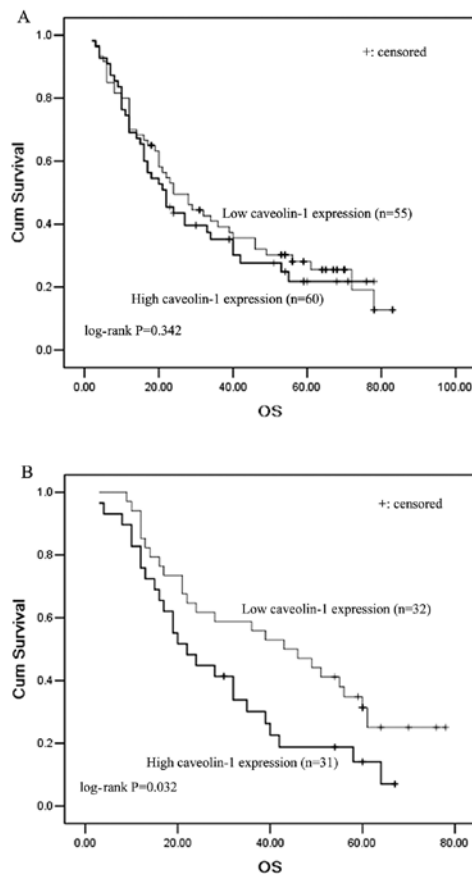 A
1.0
+: censored
0.8
0.6
Cum Survival
0.4
Low caveolin-1 expression (n=55)
High caveolin-1 expression (n=60)
0.2
log-rank P=0.342
0.0
0.00 20.00 40.00 60.00 80.00 100.00
OS
B
1.0
+: censored
0.8
0.6
Cum Survival
Low caveolin-1 expression (n=32)
0.4
0.2
High caveolin-1 expression (n=31)
log-rank P=0.032
0.0
0.00 20.00 40.00 60.00 80.00
OS